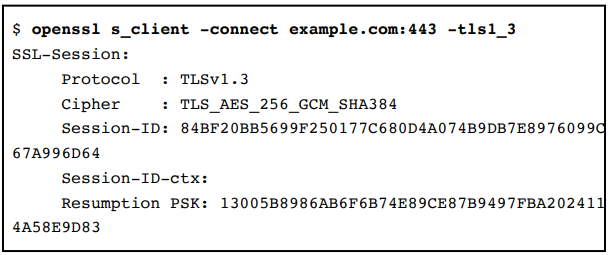 $ openssl s_client -connect example.com:443 -tls1_3
SSL-Session:
Protocol : TLSv1.3
Cipher : TLS_AES_256_GCM_SHA384
Session-ID: 84BF20BB5699F250177C680D4A074B9DB7E8976099C
67A996D64
Session-ID-ctx:
Resumption PSK: 13005B8986AB6F6B74E89CE87B9497FBA202411
4A58E9D83